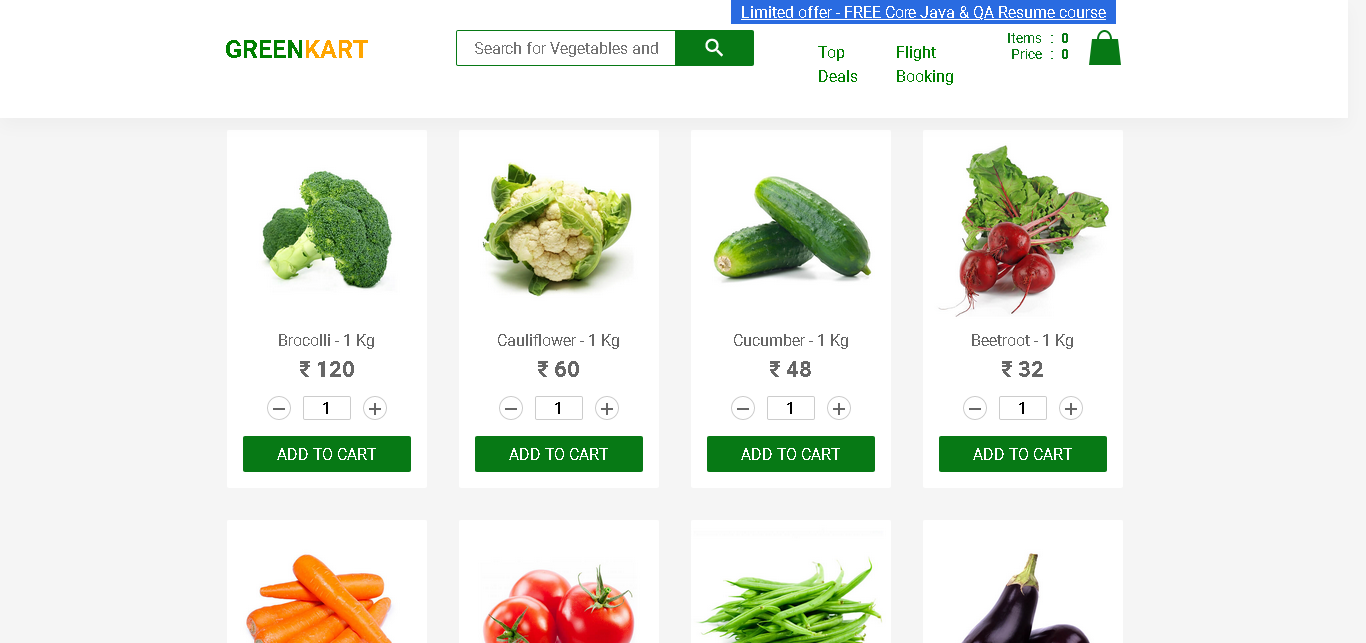 Limited offer - FREE Core Java & QA Resume course
GREENKART
Search for Vegetables and
Top
Deals
Flight
Booking
Items : 0
Price : 0
Brocolli - 1 Kg
₹ 120
1
ADD TO CART
Cauliflower - 1 Kg
₹ 60
1
ADD TO CART
Cucumber - 1 Kg
₹ 48
1
ADD TO CART
Beetroot - 1 Kg
₹ 32
1
ADD TO CART